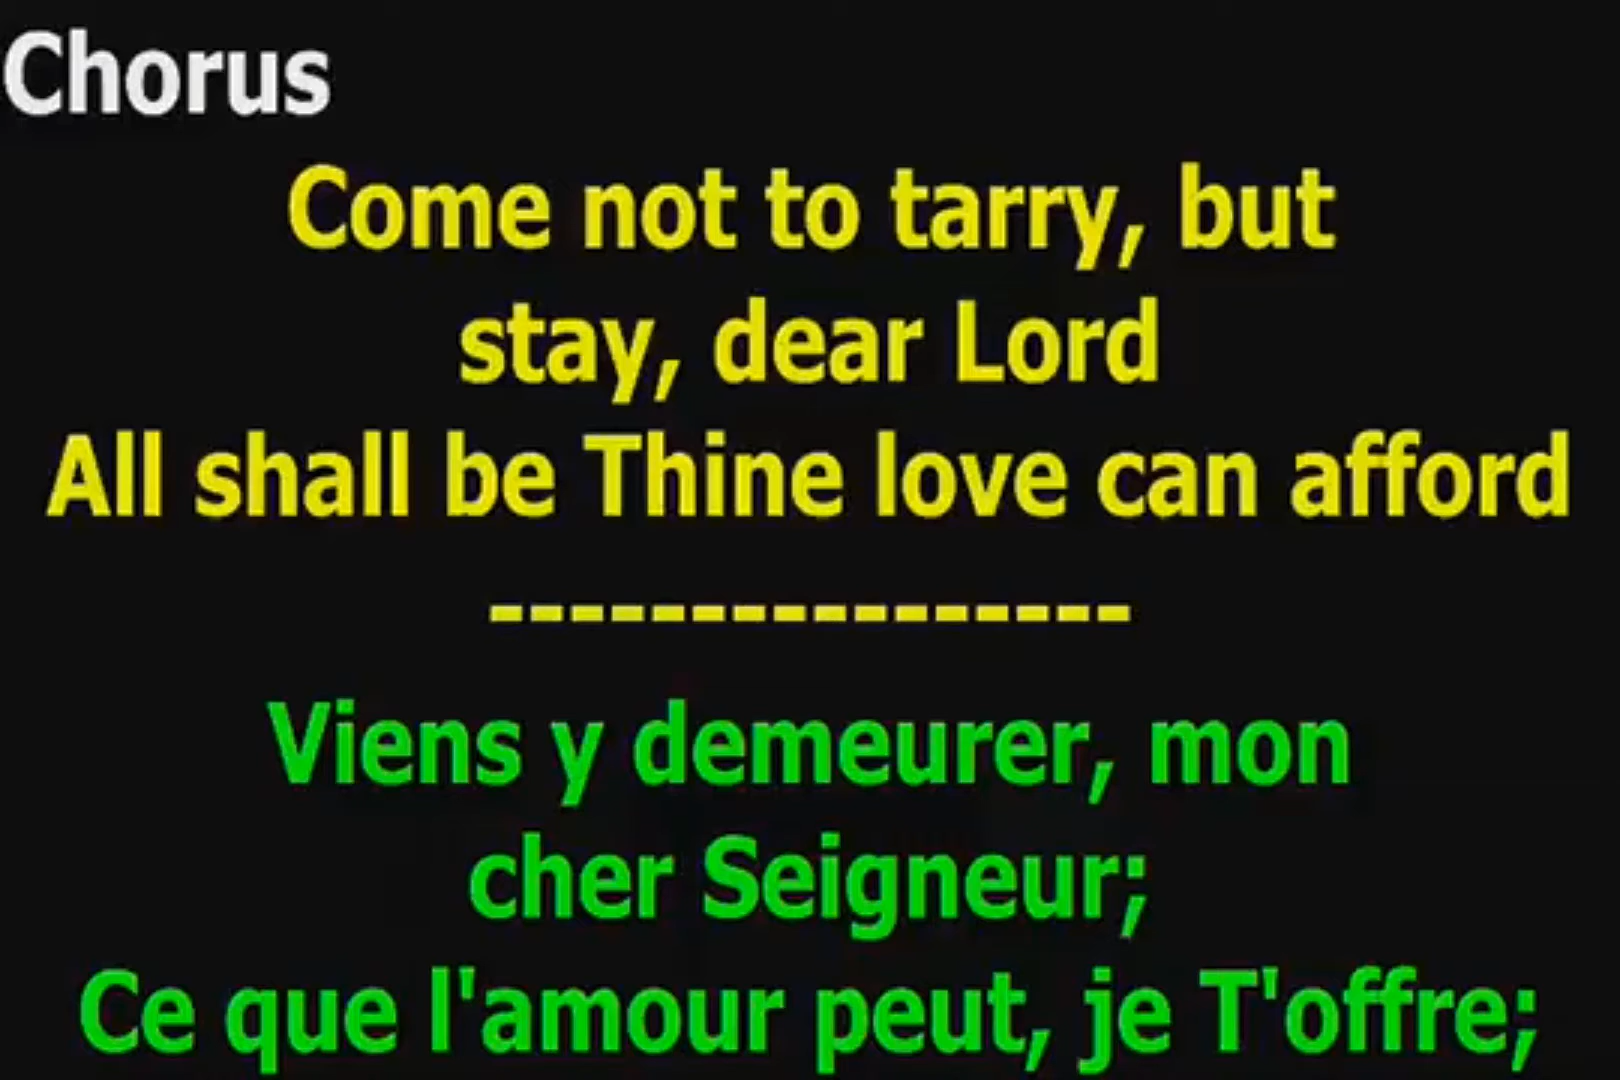 Chorus
Come not to tarry, but
stay, dear Lord
All shall be Thine love can afford
----------------
Viens y demeurer, mon
cher Seigneur;
Ce que l'amour peut, je T'offre;